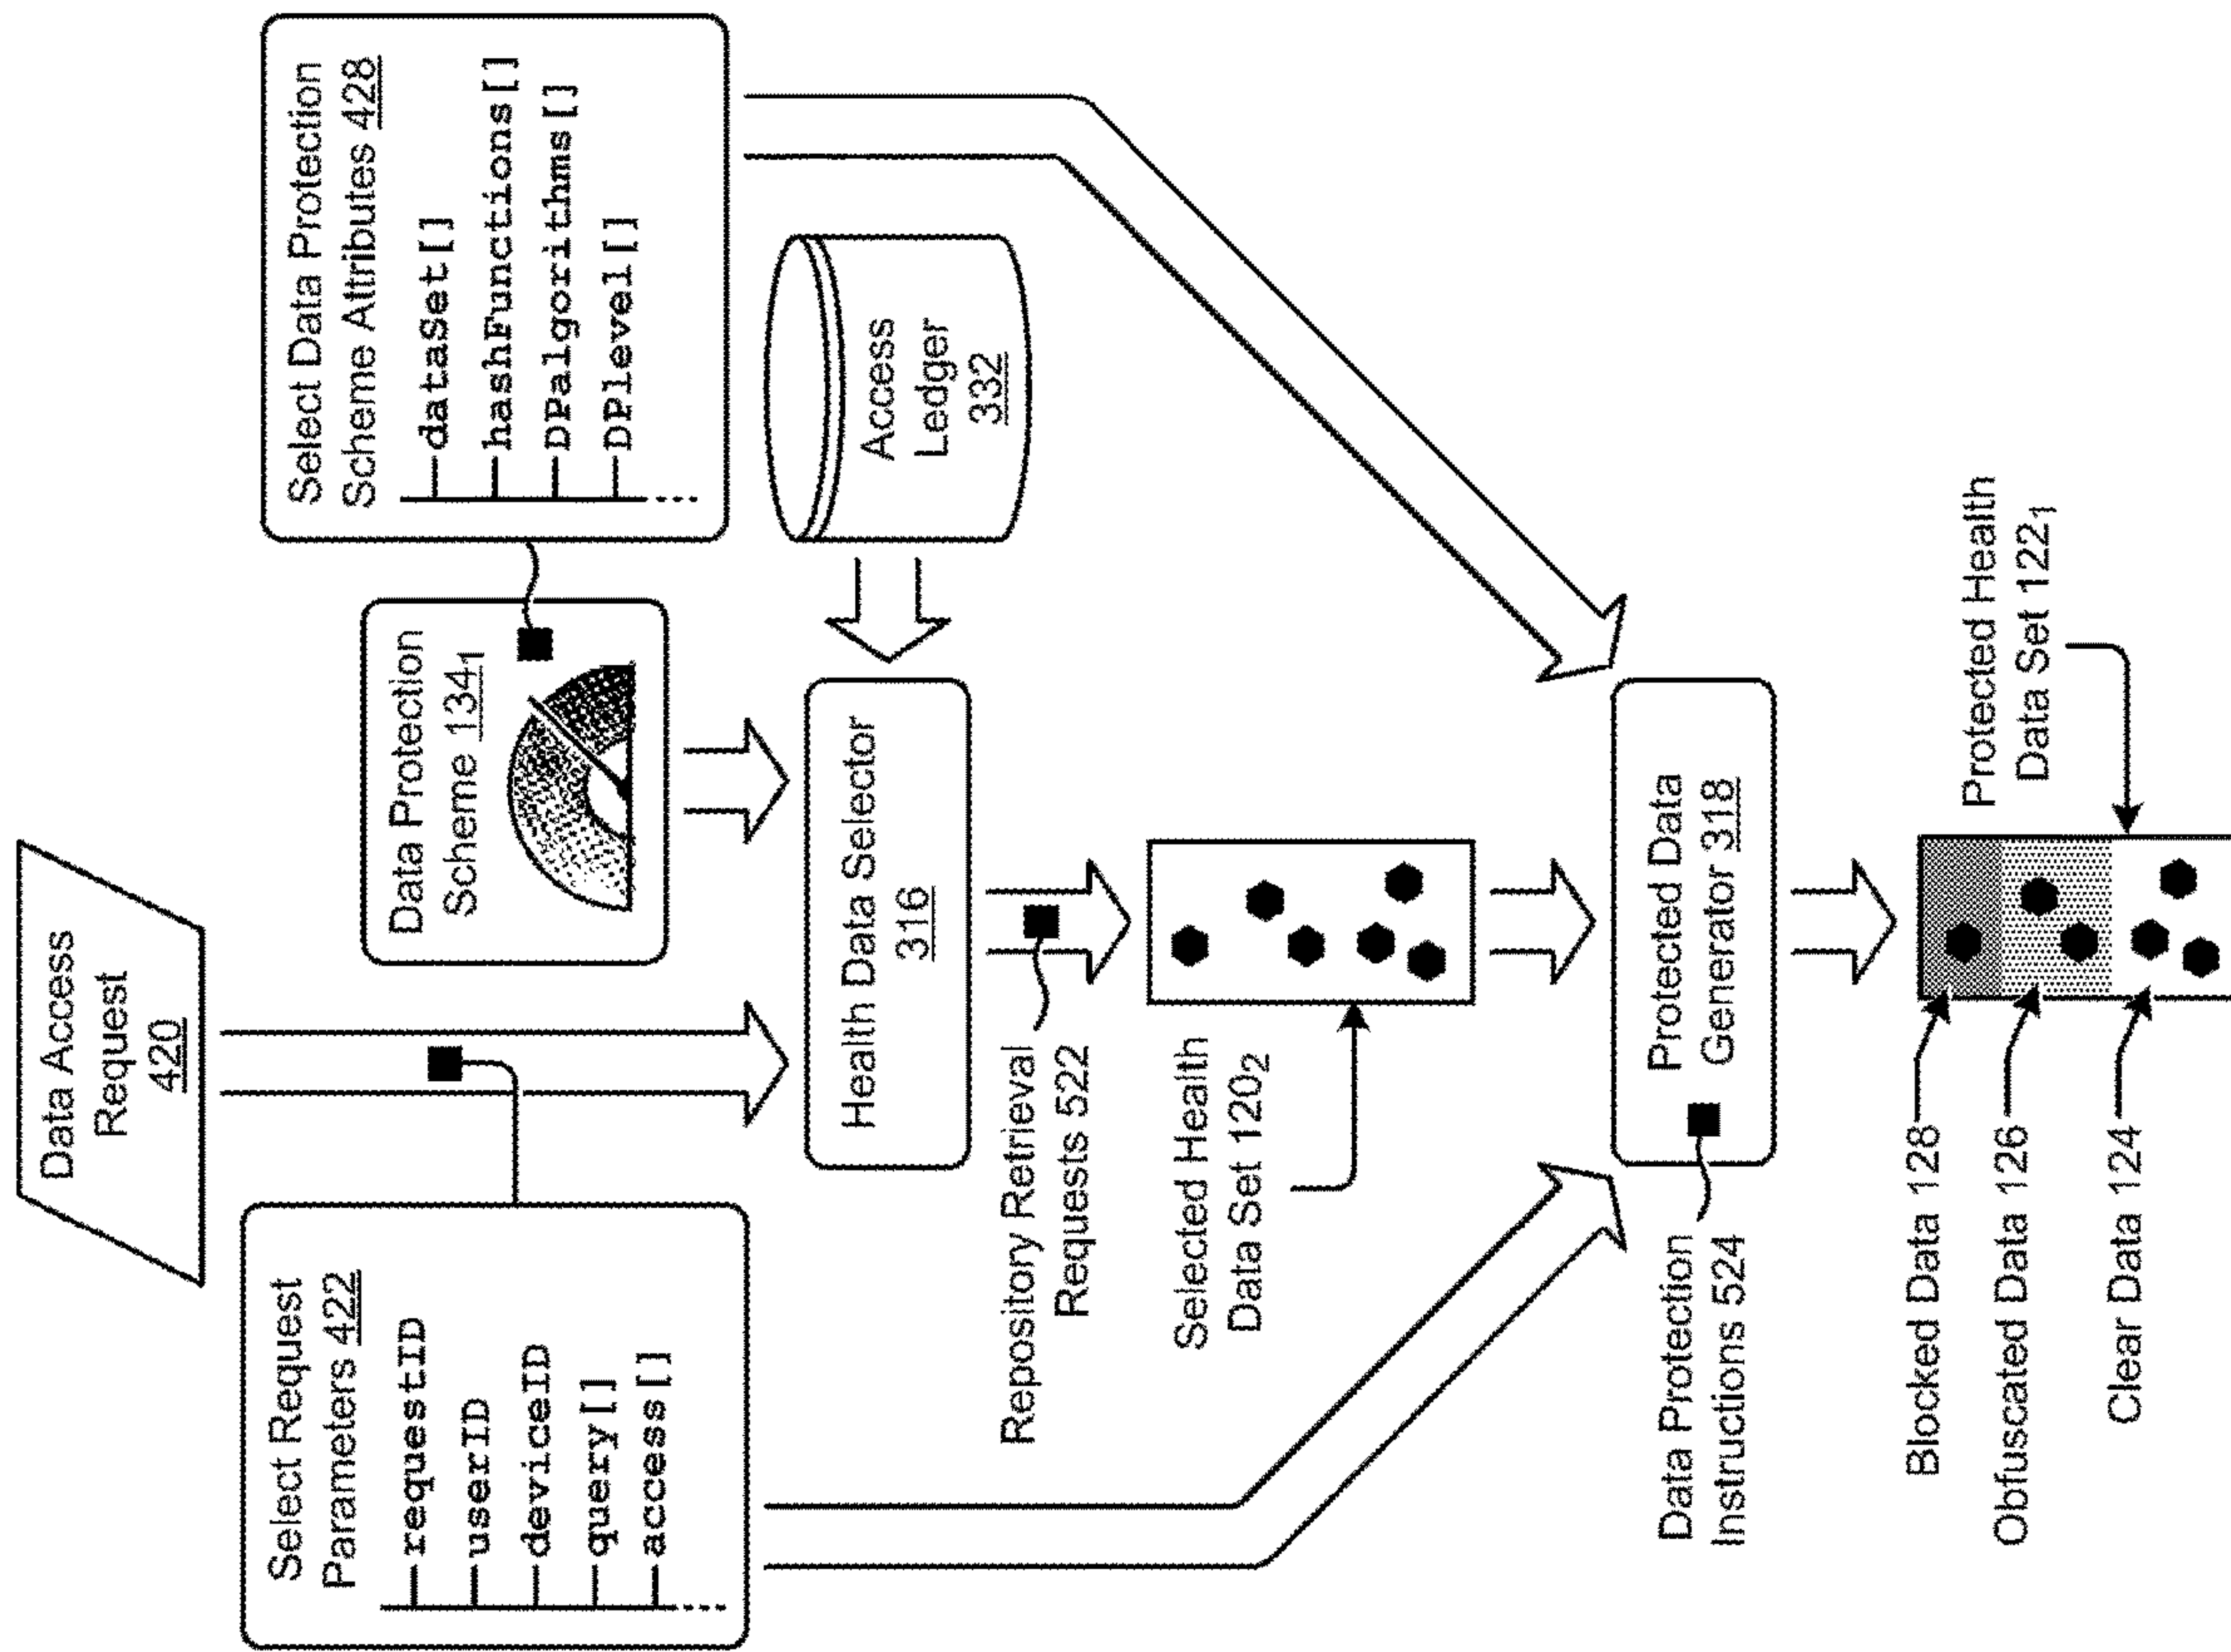 Data Access
Request
420
Select Request
Parameters 422
requestID
userID
deviceID
query[]
access[]
Data Protection
Scheme 134₁
Select Data Protection
Scheme Attributes 428
dataSet[]
hashFunctions[]
DPalgorithms[]
DPlevel[]
Health Data Selector
316
Access
Ledger
332
Repository Retrieval
Requests 522
Selected Health
Data Set 120₂
Data Protection
Instructions 524
Protected Data
Generator 318
Blocked Data 128
Obfuscated Data 126
Clear Data 124
Protected Health
Data Set 122₁